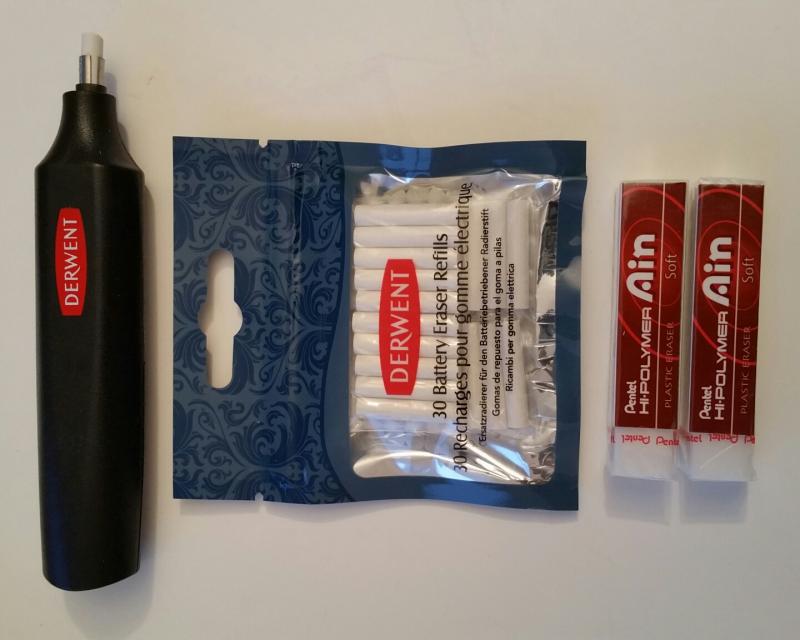 DERWENT
DERWENT
30 Battery Eraser Refills
30 Recharges pour gomme électrique
Ersatzradierer für den Batteriebetriebener Radierstift
Gomas de repuesto para el goma a pilas
Ricambi per gomma elettrica
Pentel
HI-POLYMER Ain
PLASTIC ERASER Soft
Pentel
Pentel
HI-POLYMER Ain
PLASTIC ERASER Soft
Pentel